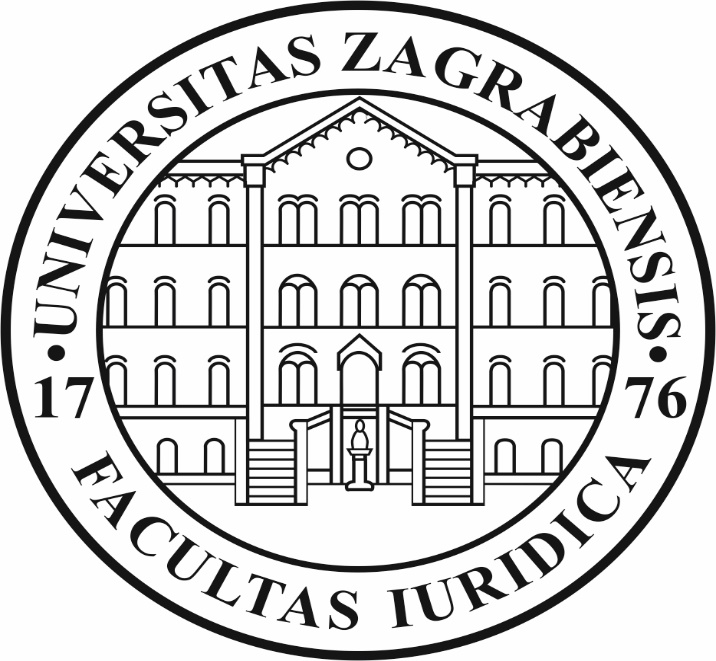 UNIVERSITAS ZAGRABIENSIS
17 76
FACULTAS IURIDICA